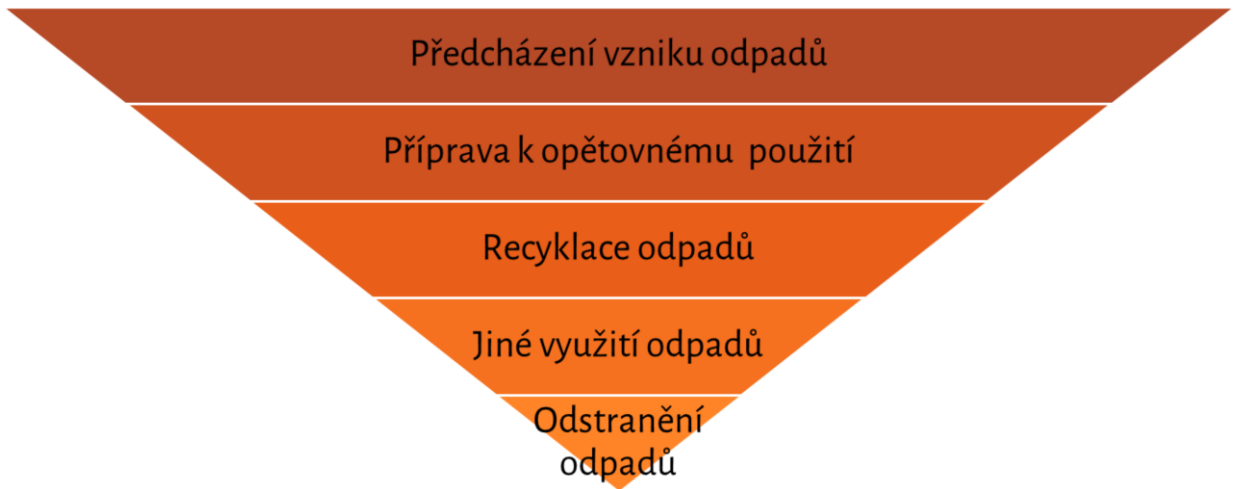 Předcházení vzniku odpadů
Příprava k opětovnému použití
Recyklace odpadů
Jiné využití odpadů
Odstranění
odpadů